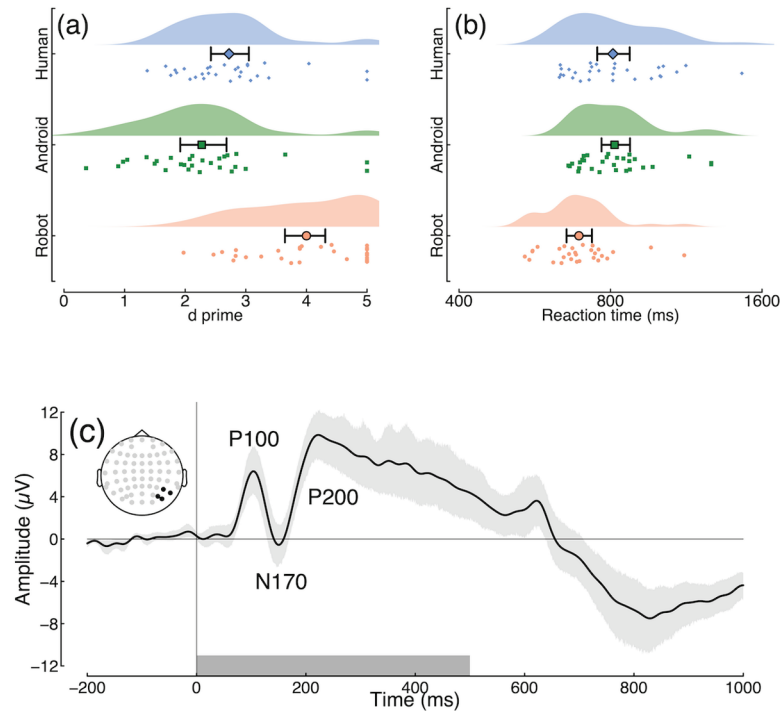 (a)
Human
Android
Robot
0 1 2 3 4 5
d prime
(b)
Human
Android
Robot
400 800 1600
Reaction time (ms)
(c)
12
8
4
0
−4
−8
−12
Amplitude (µV)
P100
P200
N170
−200 0 200 400 600 800 1000
Time (ms)